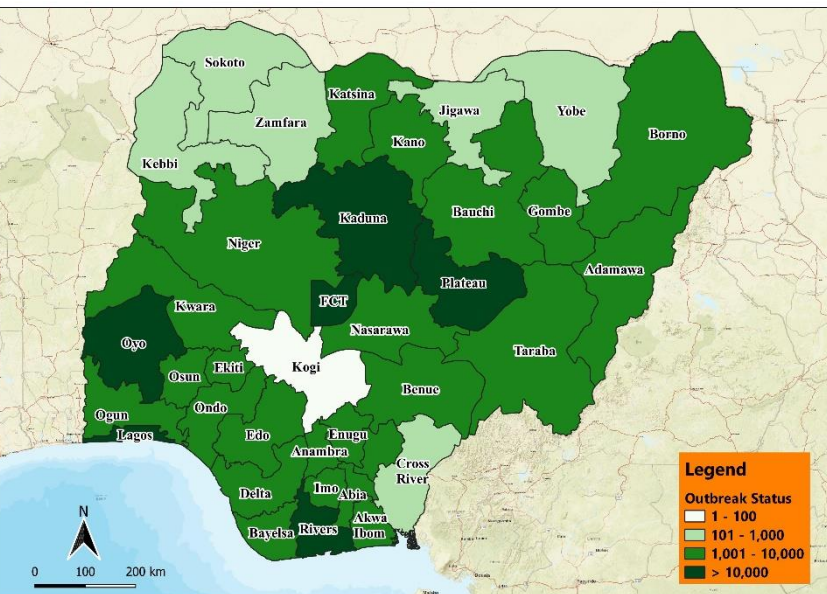 Sokoto
Katsina
Zamfara
Jigawa
Yobe
Borno
Kano
Kebbi
Kaduna
Bauchi
Gombe
Niger
Adamawa
Plateau
FCT
Kwara
Nasarawa
Oyo
Taraba
Kogi
Ekiti
Osun
Benue
Ondo
Ogun
Lagos
Edo
Enugu
Anambra
Cross
River
Delta
Imo
Abia
Akwa
Ibom
Rivers
Bayelsa
N
0 100 200 km
Legend
Outbreak Status
1 - 100
101 - 1,000
1,001 - 10,000
> 10,000